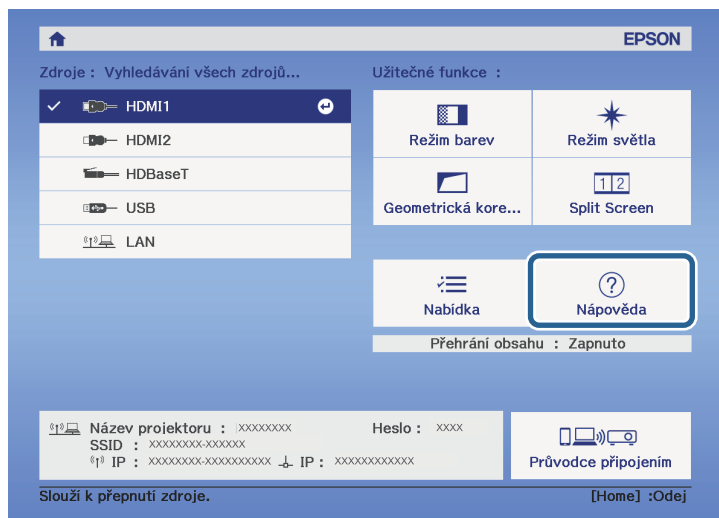 EPSON
Zdroje : Vyhledávání všech zdrojů...
Užitečné funkce :
HDMI1
HDMI2
HDBaseT
USB
LAN
Režim barev
Režim světla
Geometrická kore...
1 2
Split Screen
Nabídka
Nápověda
Přehrání obsahu : Zapnuto
Název projektoru : XXXXXXXX
Heslo : XXXX
SSID : XXXXXXXX-XXXXXX
IP : XXXXXXXX-XXXXXXXXXX IP : XXXXXXXXXXXX
Průvodce připojením
Slouží k přepnutí zdroje.
[Home] :Odej